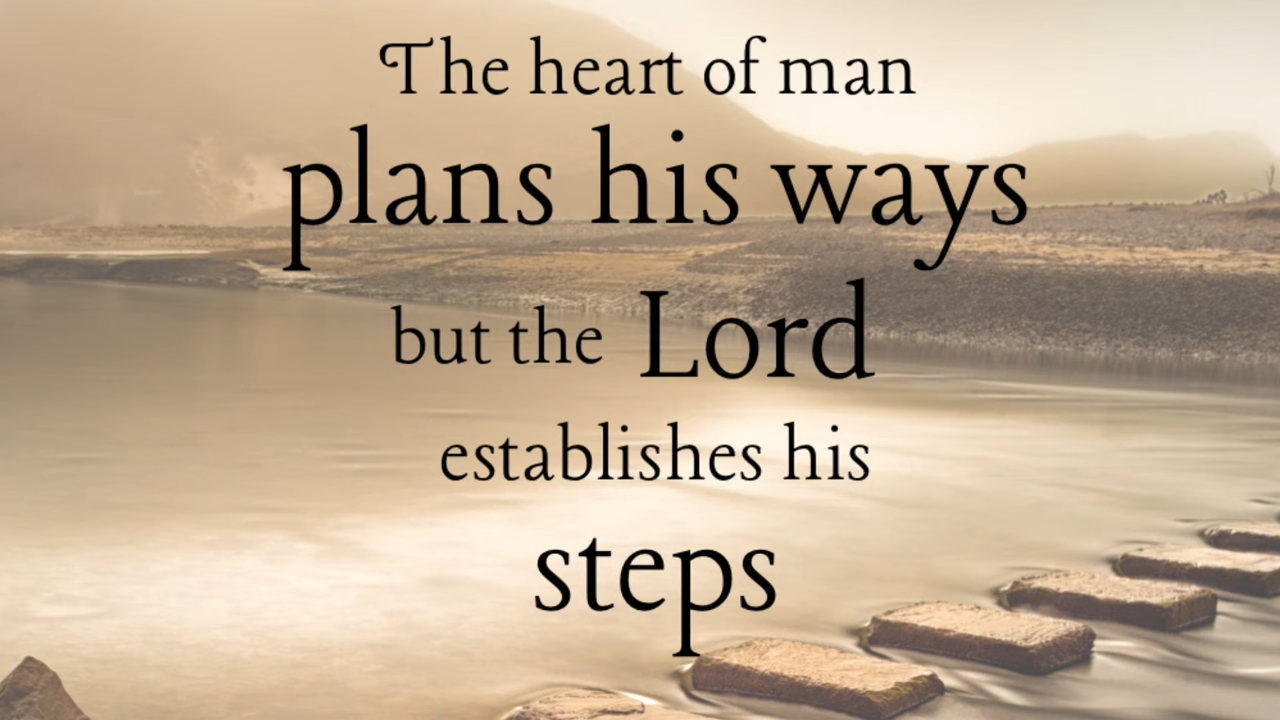 The heart of man
plans his ways
but the Lord
establishes his
steps